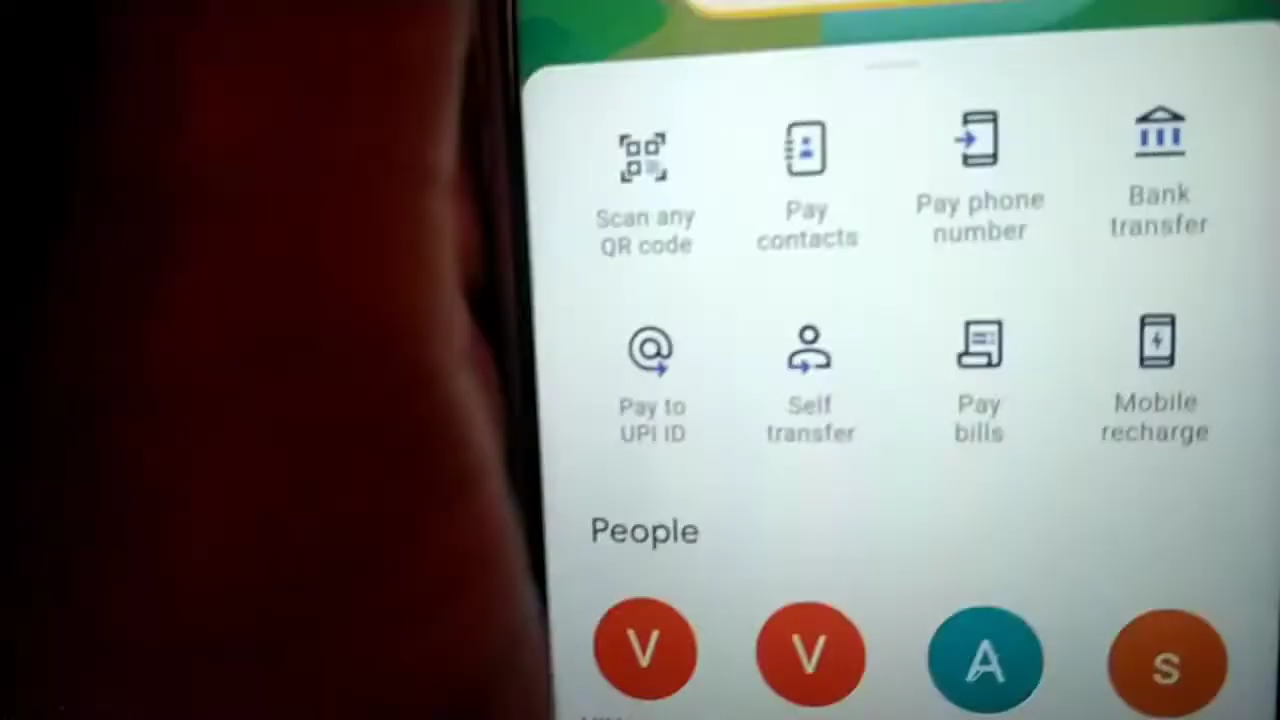 Scan any
QR code
Pay
contacts
Pay phone
number
Bank
transfer
Pay to
UPI ID
Self
transfer
Pay
bills
Mobile
recharge
People
V
V
A
s